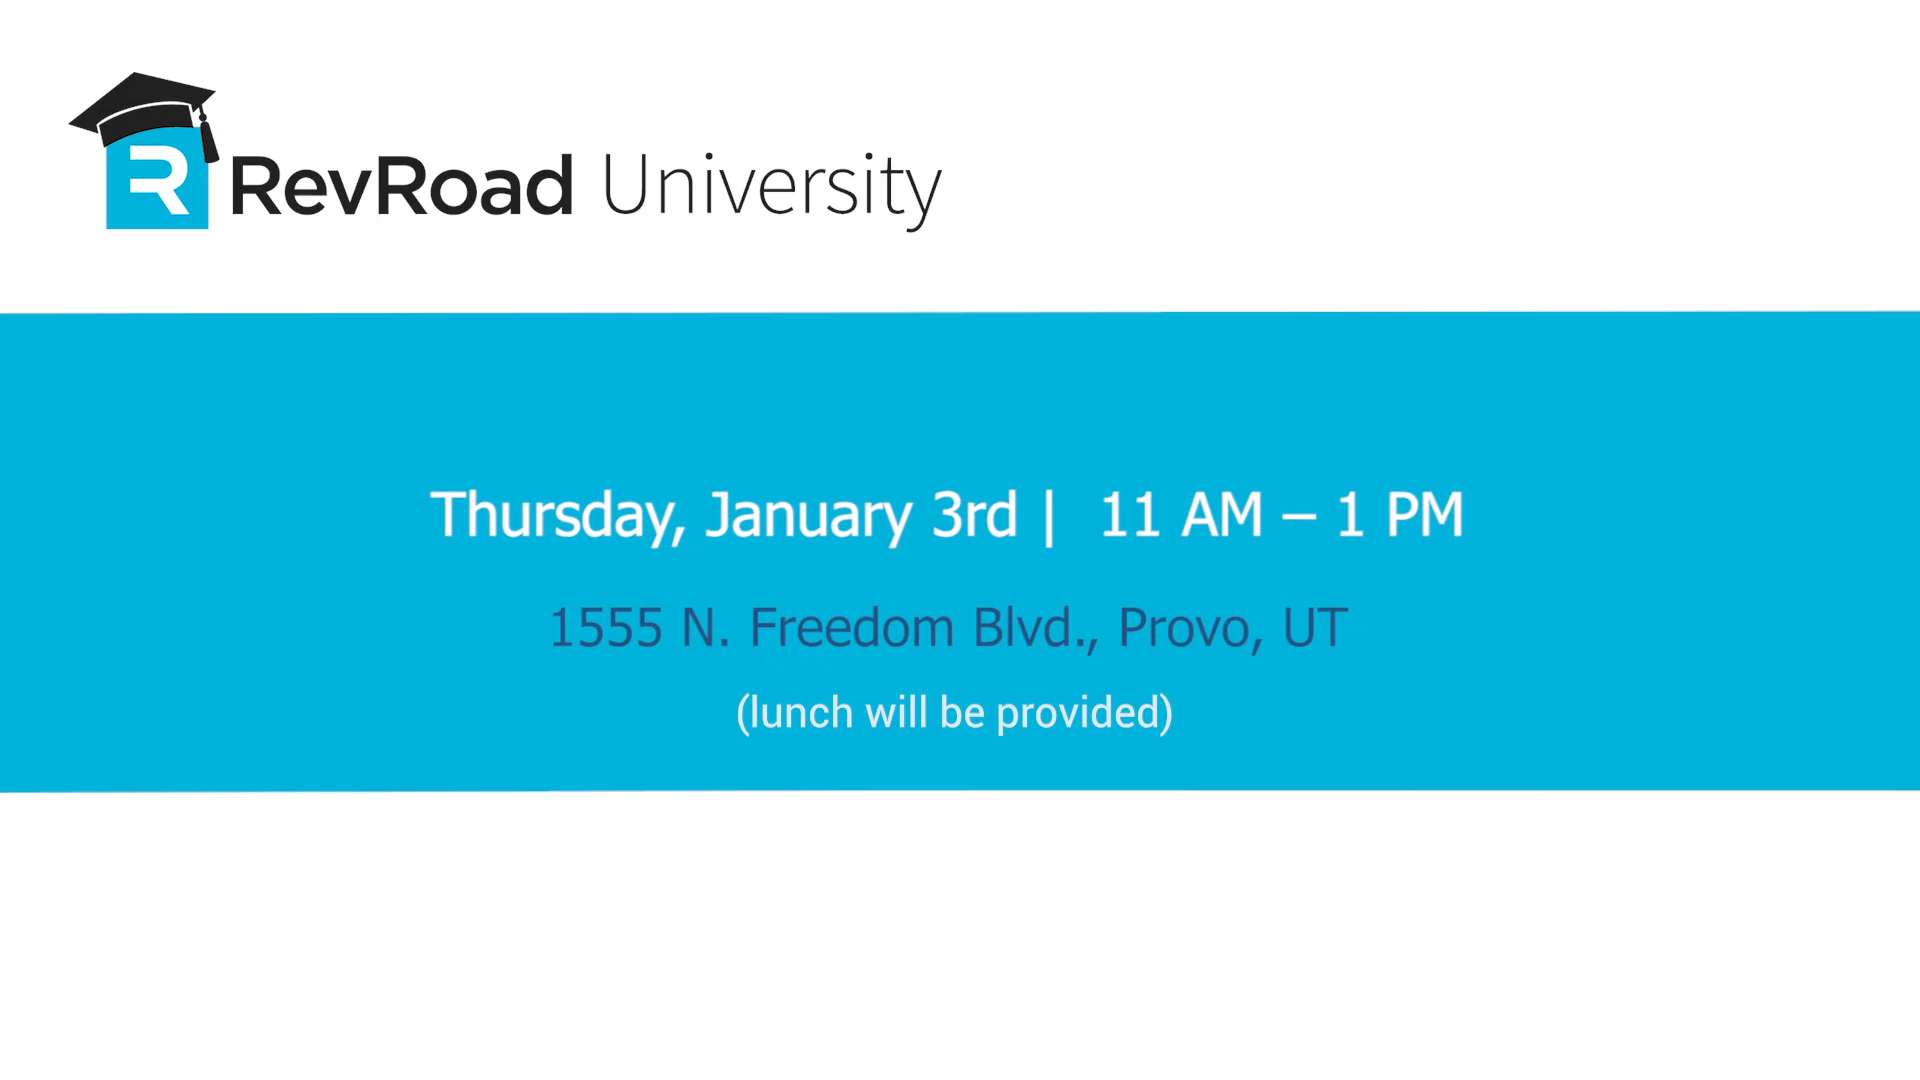 RevRoad University
Thursday, January 3rd | 11 AM – 1 PM
1555 N. Freedom Blvd., Provo, UT
(lunch will be provided)